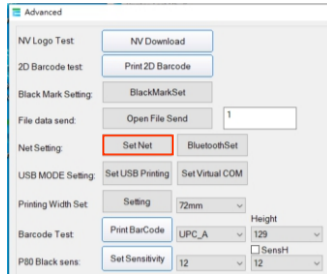 Advanced
NV Logo Test: NV Download
2D Barcode test: Print 2D Barcode
Black Mark Setting: BlackMarkSet
File data send: Open File Send 1
Net Setting: Set Net BluetoothSet
USB MODE Setting: Set USB Printing Set Virtual COM
Printing Width Set: Setting 72mm
Height
Barcode Test: Print BarCode UPC_A 129
SensH
P80 Black sens: Set Sensitivity 12 12